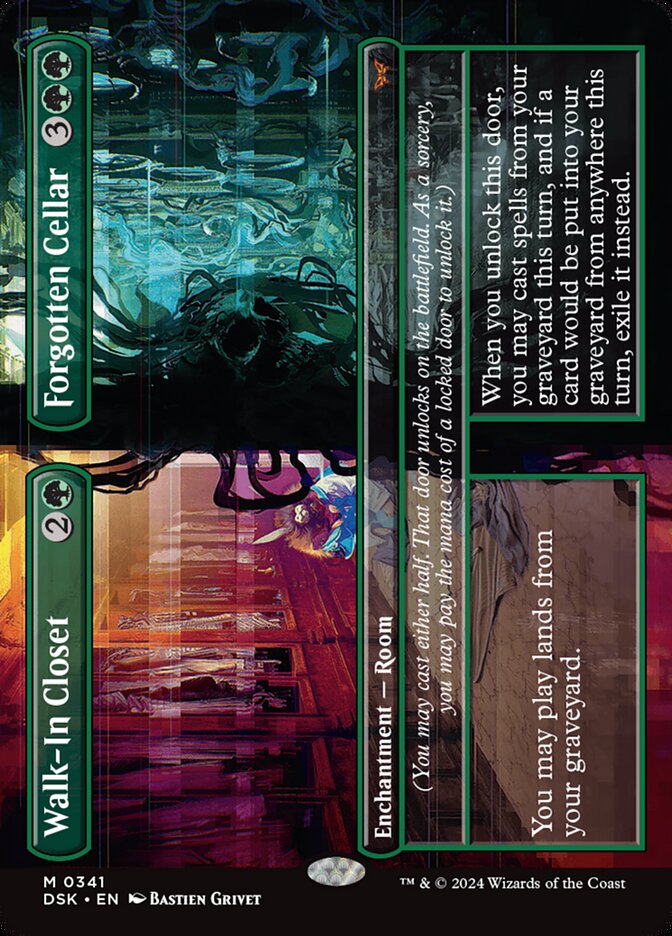 Walk-In Closet 2
Enchantment — Room
(You may cast either half. That door unlocks on the battlefield. As a sorcery,
you may pay the mana cost of a locked door to unlock it.)
You may play lands from
your graveyard.
Forgotten Cellar 3
When you unlock this door,
you may cast spells from your
graveyard this turn, and if a
card would be put into your
graveyard from anywhere this
turn, exile it instead.
M 0341
DSK • EN Bastien Grivet
™ & © 2024 Wizards of the Coast